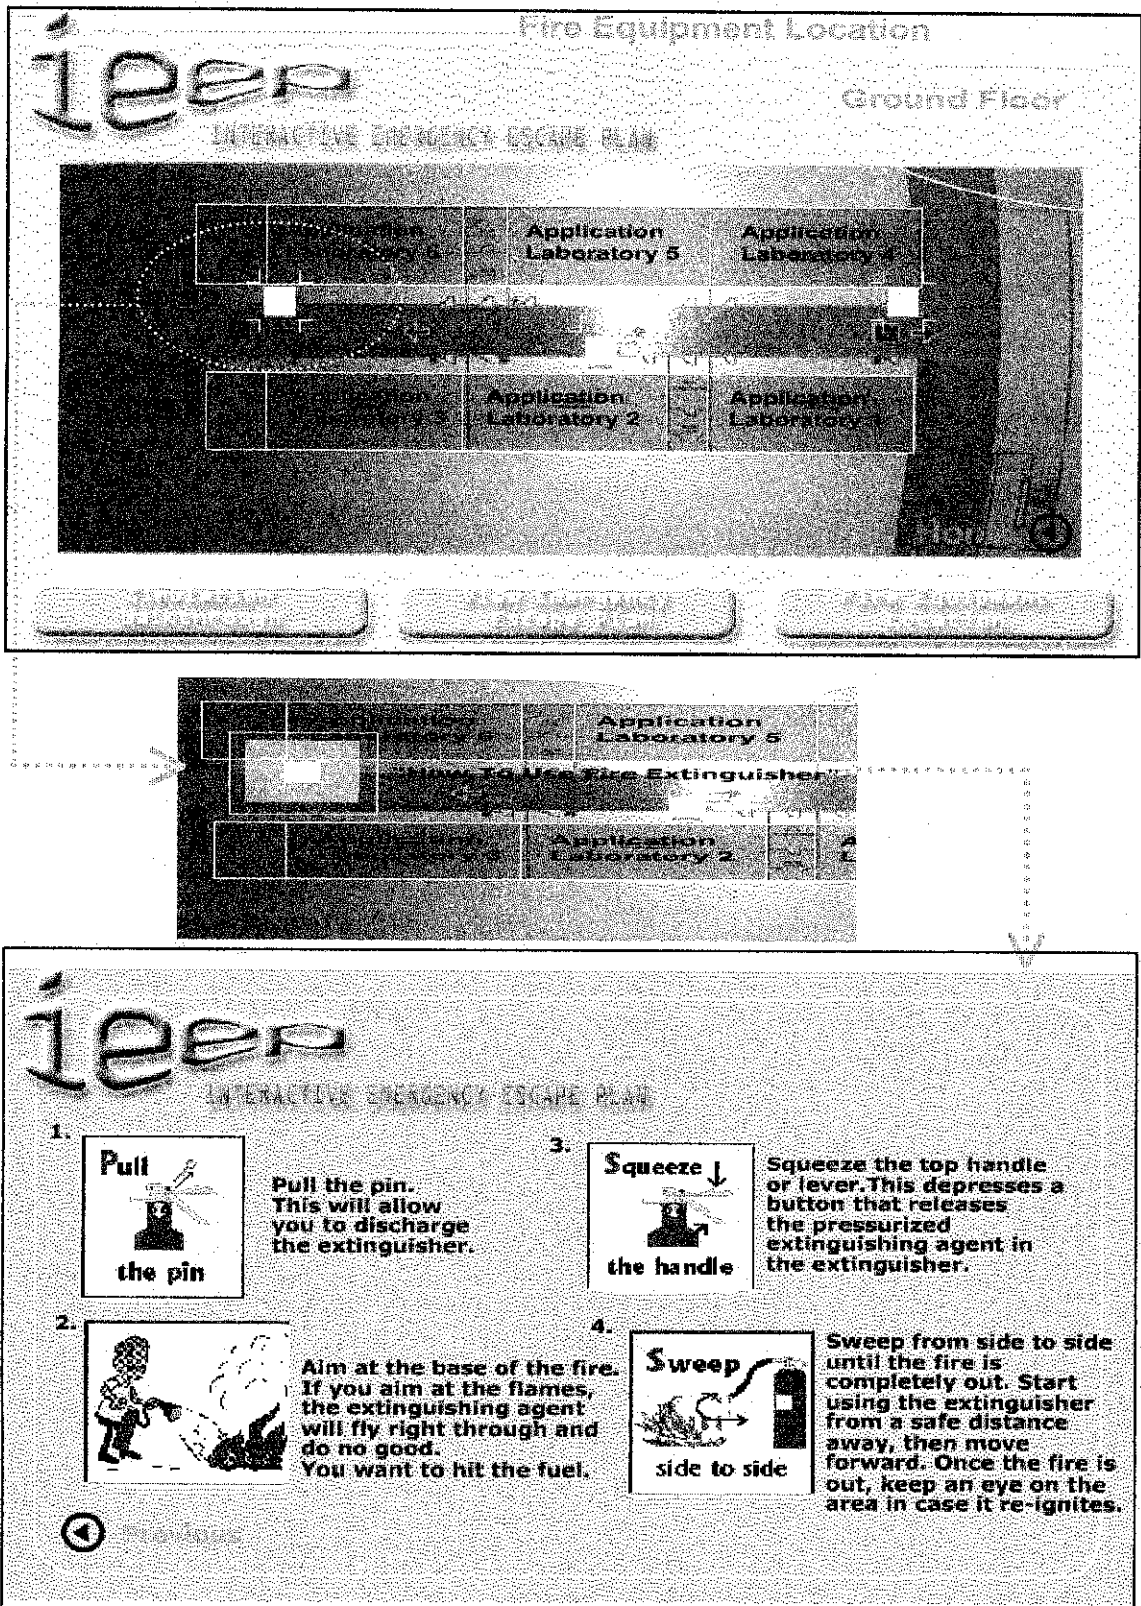 Fire Equipment Location
ieep
Ground Floor
INTERACTIVE EMERGENCY ESCAPE PLAN
Application
Laboratory 5
Application
Laboratory 4
Application
Laboratory 2
Application
Laboratory 1
Application
Laboratory 5
"How To Use Fire Extinguisher"
Application
Laboratory 2
ieep
INTERACTIVE EMERGENCY ESCAPE PLAN
1.
Pull
the pin
Pull the pin.
This will allow
you to discharge
the extinguisher.
2.
Aim at the base of the fire.
If you aim at the flames,
the extinguishing agent
will fly right through and
do no good.
You want to hit the fuel.
3.
Squeeze
the handle
Squeeze the top handle
or lever.This depresses a
button that releases
the pressurized
extinguishing agent in
the extinguisher.
4.
Sweep
side to side
Sweep from side to side
until the fire is
completely out. Start
using the extinguisher
from a safe distance
away, then move
forward. Once the fire is
out, keep an eye on the
area in case it re-ignites.
Previous